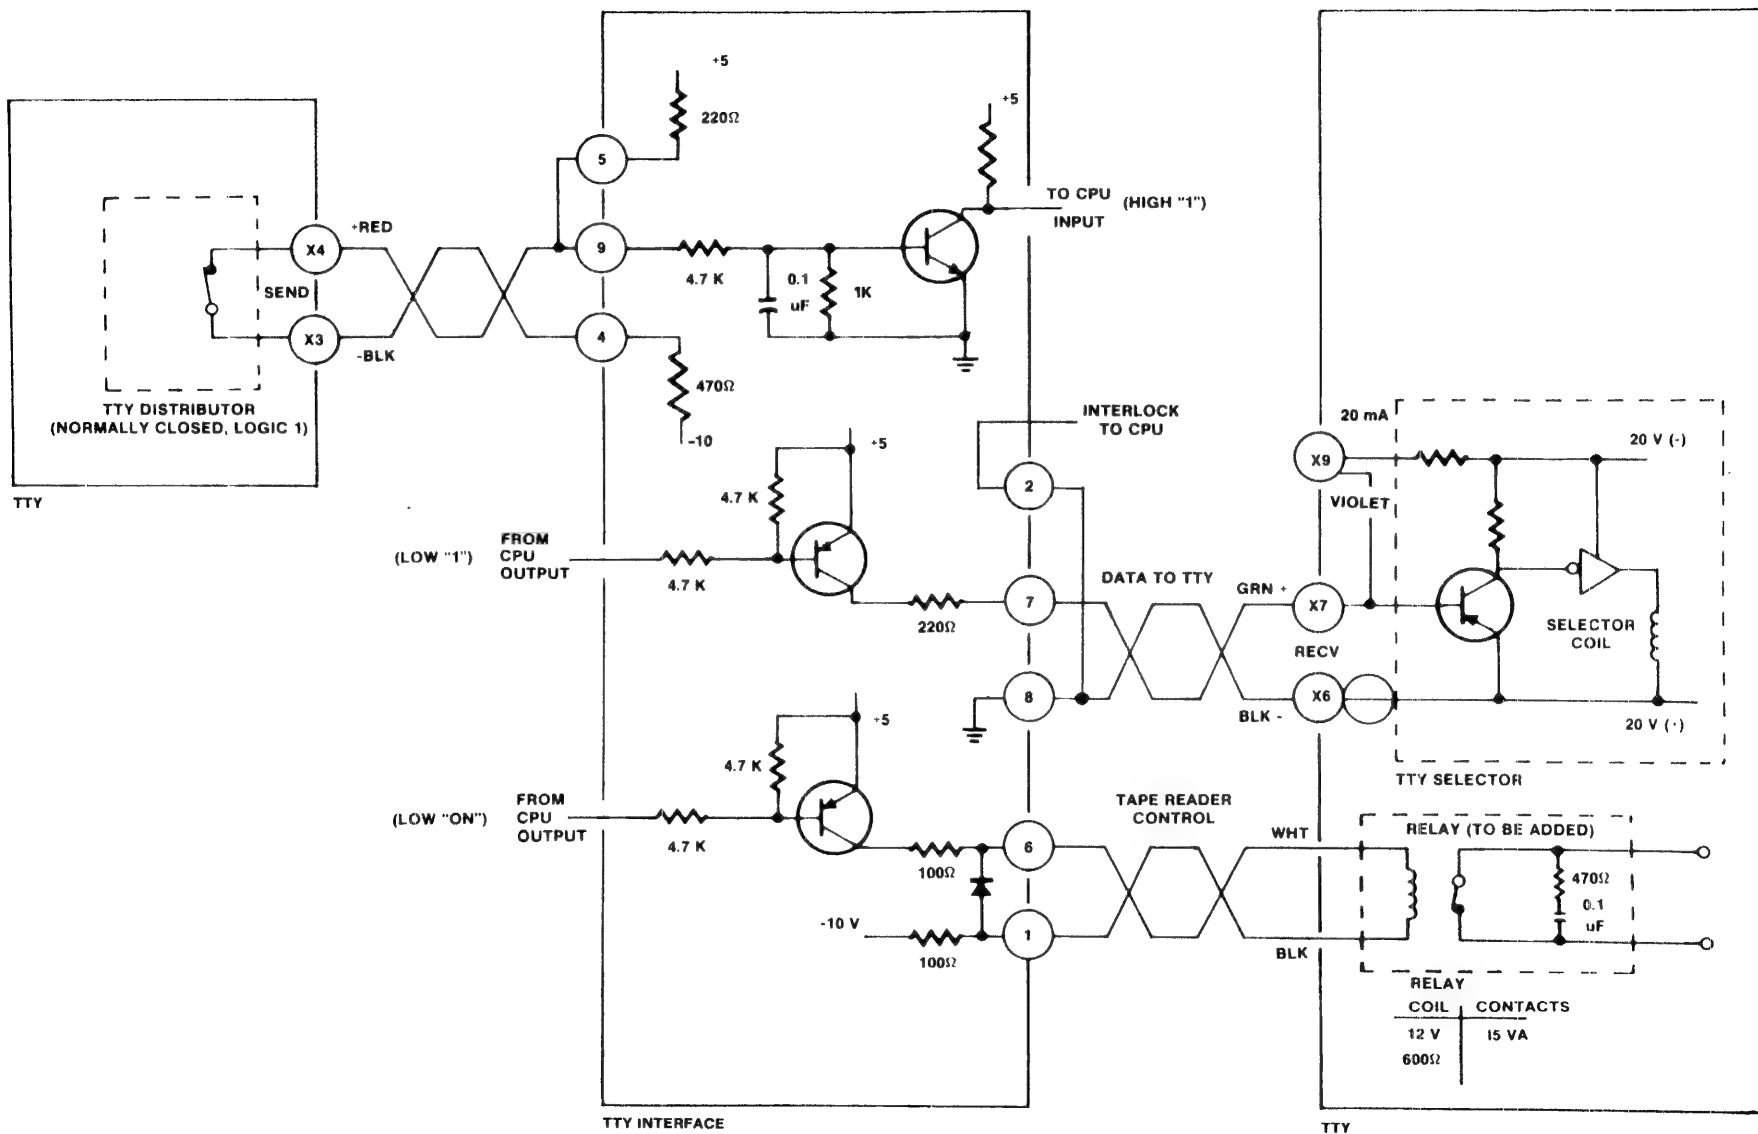 +5
220Ω
5
+5
TO CPU (HIGH "1")
INPUT
X4
+RED
9
4.7 K
0.1
uF
1K
SEND
X3
-BLK
4
470Ω
-10
TTY DISTRIBUTOR
(NORMALLY CLOSED, LOGIC 1)
TTY
INTERLOCK
TO CPU
2
+5
4.7 K
(LOW "1")
FROM
CPU
OUTPUT
4.7 K
220Ω
7
DATA TO TTY
GRN +
X7
RECV
8
BLK -
X6
20 mA
X9
VIOLET
20 V (-)
SELECTOR
COIL
20 V (+)
TTY SELECTOR
+5
4.7 K
(LOW "ON")
FROM
CPU
OUTPUT
4.7 K
100Ω
6
-10 V
100Ω
1
TAPE READER
CONTROL
WHT
BLK
RELAY (TO BE ADDED)
470Ω
0.1
uF
RELAY
COIL CONTACTS
12 V 15 VA
600Ω
TTY INTERFACE
TTY